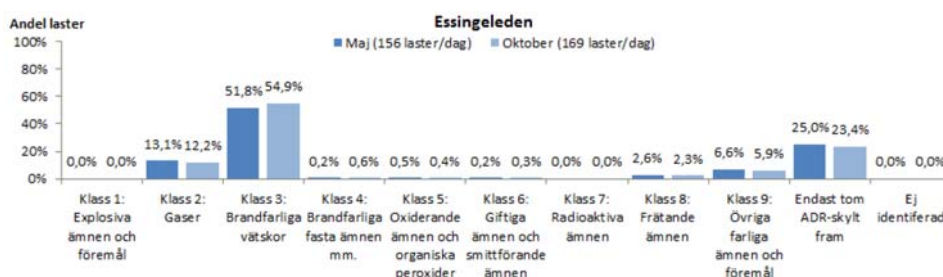 Essingeleden
Andel laster
Maj (156 laster/dag) Oktober (169 laster/dag)
100%
80%
60%
40%
20%
0%
0,0% 0,0%
13,1% 12,2%
51,8% 54,9%
0,2% 0,6%
0,5% 0,4%
0,2% 0,3%
0,0% 0,0%
2,6% 2,3%
6,6% 5,9%
25,0% 23,4%
0,0% 0,0%
Klass 1:
Explosiva
ämnen och
föremål
Klass 2:
Gaser
Klass 3:
Brandfarliga
vätskor
Klass 4:
Brandfarliga
fasta ämnen
mm.
Klass 5:
Oxiderande
ämnen och
organiska
peroxider
Klass 6:
Giftiga
ämnen och
smittförande
ämnen
Klass 7:
Radioaktiva
ämnen
Klass 8:
Frätande
ämnen
Klass 9:
Övriga
farliga
ämnen och
föremål
Endast tom
ADR-skylt
fram
Ej
identiferad